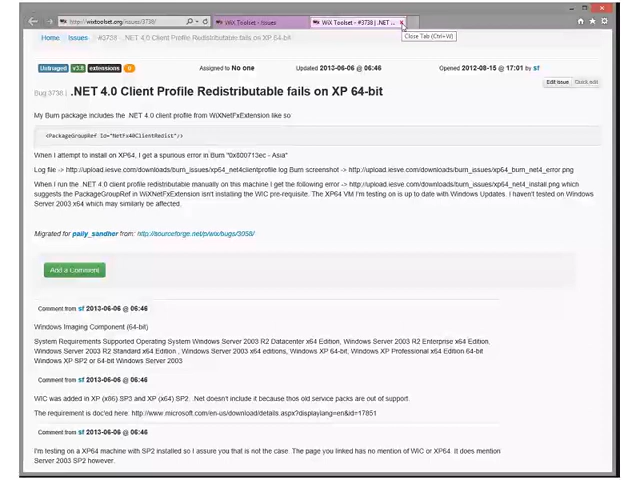 http://wixtoolset.org/issues/3738/
WiX Toolset - Issues
WiX Toolset - #3738 | .NET ...
Close Tab (Ctrl+W)
Home Issues #3738 - .NET 4.0 Client Profile Redistributable fails on XP 64-bit
Untriaged v3.8 extensions 0
Assigned to No one
Updated 2013-06-06 @ 06:46
Opened 2012-08-15 @ 17:01 by sf
Edit issue Quick edit
Bug 3738 | .NET 4.0 Client Profile Redistributable fails on XP 64-bit
My Burn package includes the .NET 4.0 client profile from WiXNetFxExtension like so
<PackageGroupRef Id="NetFx40ClientRedist"/>
When I attempt to install on XP64, I get a spurious error in Burn "0x800713ec - Asia"
Log file -> http://upload.iesve.com/downloads/burn_issues/xp64_net4clientprofile log Burn screenshot -> http://upload.iesve.com/downloads/burn_issues/xp64_burn_net4_error png
When I run the .NET 4.0 client profile redistributable manually on this machine I get the following error -> http://upload.iesve.com/downloads/burn_issues/xp64_net4_install png which
suggests the PackageGroupRef in WiXNetFxExtension isn't installing the WIC pre-requisite. The XP64 VM I'm testing on is up to date with Windows Updates. I haven't tested on Windows
Server 2003 x64 which may similarly be affected.
Migrated for pally_sandher from: http://sourceforge.net/p/wix/bugs/3058/
Add a Comment
Comment from sf 2013-06-06 @ 06:46
Windows Imaging Component (64-bit)
System Requirements Supported Operating System Windows Server 2003 R2 Datacenter x64 Edition, Windows Server 2003 R2 Enterprise x64 Edition.
Windows Server 2003 R2 Standard x64 Edition , Windows Server 2003 x64 editions, Windows XP 64-bit, Windows XP Professional x64 Edition 64-bit
Windows XP SP2 or 64-bit Windows Server 2003
Comment from sf 2013-06-06 @ 06:46
WIC was added in XP (x86) SP3 and XP (x64) SP2. .Net doesn't include it because thos old service packs are out of support.
The requirement is doc'ed here. http://www.microsoft.com/en-us/download/details.aspx?displaylang=en&id=17851
Comment from sf 2013-06-06 @ 06:46
I'm testing on a XP64 machine with SP2 installed so I assure you that is not the case. The page you linked has no mention of WIC or XP64. It does mention
Server 2003 SP2 however.